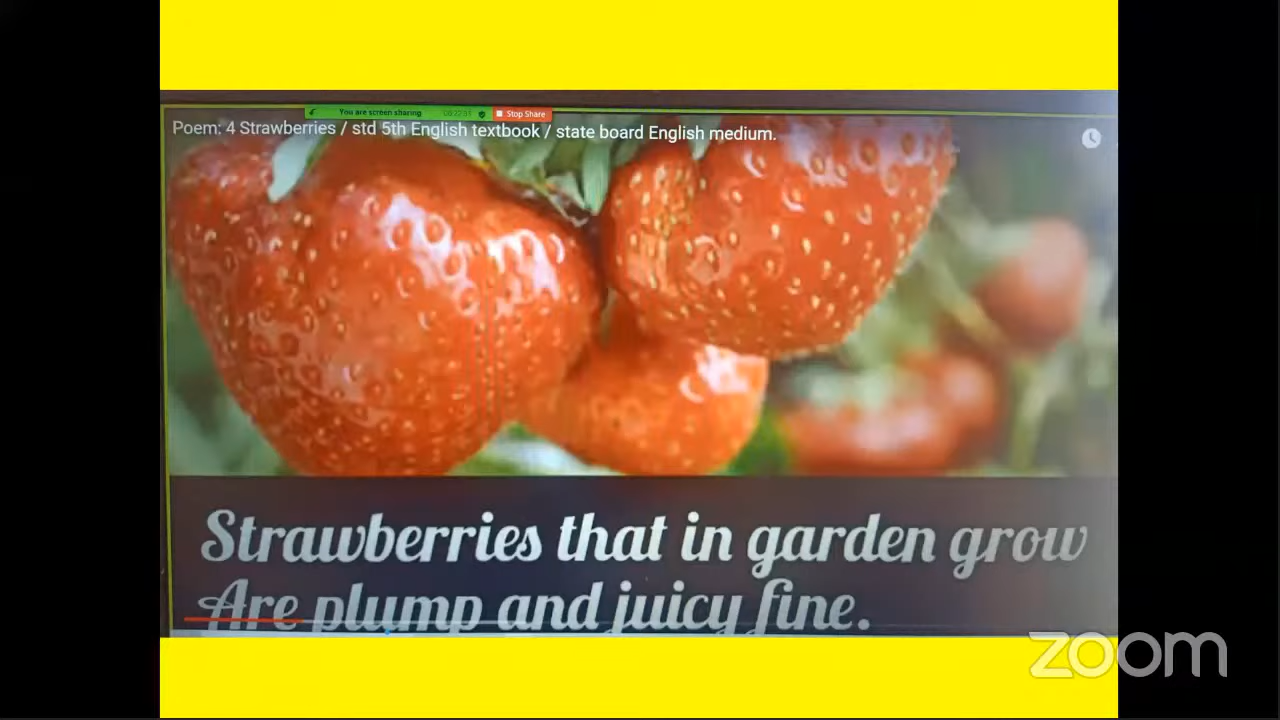 You are screen sharing
Stop Share
Poem: 4 Strawberries / std 5th English textbook / state board English medium.
Strawberries that in garden grow
Are plump and juicy fine.
zoom